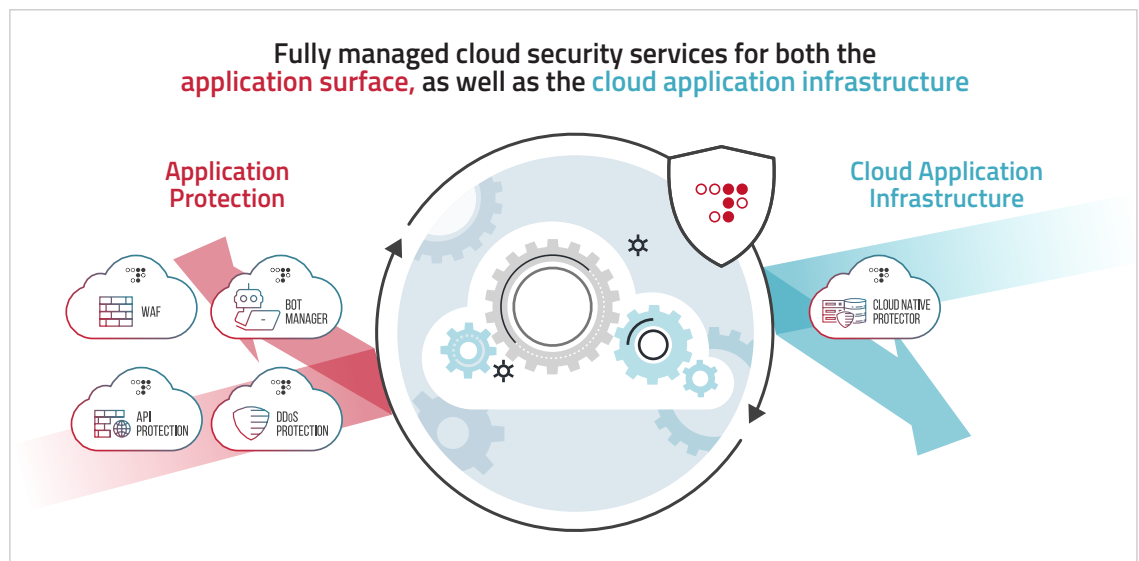 Fully managed cloud security services for both the
application surface, as well as the cloud application infrastructure
Application
Protection
Cloud Application
Infrastructure
WAF
BOT
MANAGER
CLOUD NATIVE
PROTECTOR
API
PROTECTION
DDoS
PROTECTION